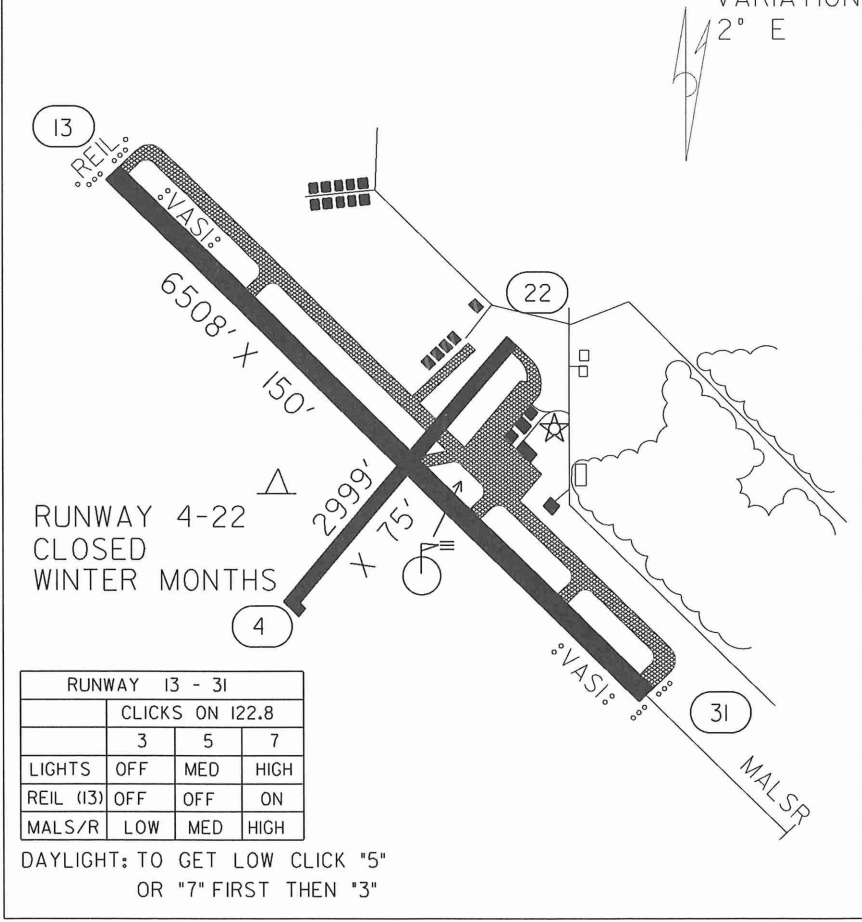 VARIATION
2° E
13
REIL
VASI
22
6508' X 150'
2999'
X 75'
RUNWAY 4-22
CLOSED
WINTER MONTHS
4
VASI
31
MALSR
RUNWAY 13 - 31
CLICKS ON 122.8
3 5 7
LIGHTS OFF MED HIGH
REIL (13) OFF OFF ON
MALS/R LOW MED HIGH
DAYLIGHT: TO GET LOW CLICK "5"
OR "7" FIRST THEN "3"